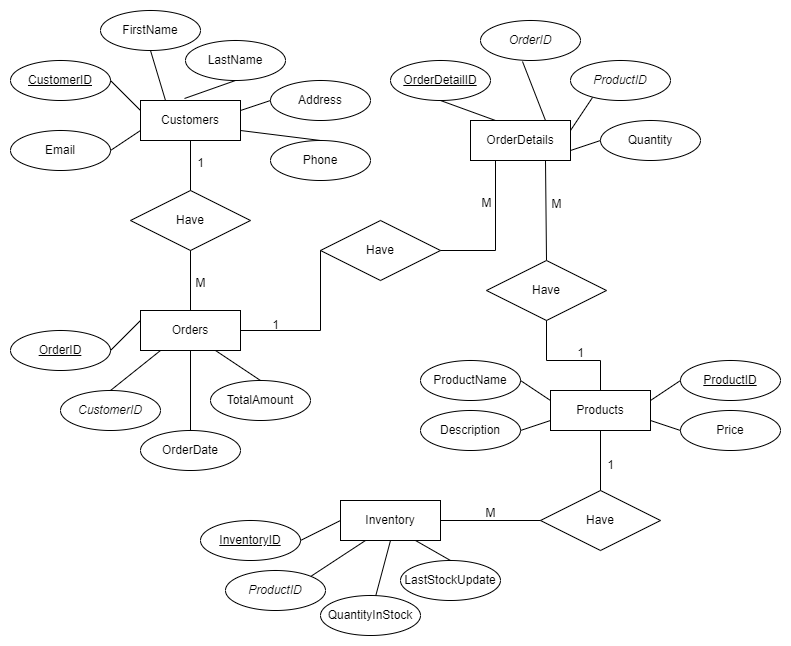 FirstName
LastName
CustomerID
Address
Customers
Email
Phone
1
Have
M
OrderID
OrderDetailID
ProductID
OrderDetails
Quantity
M
M
Have
Have
1
1
Orders
OrderID
CustomerID
TotalAmount
OrderDate
ProductName
ProductID
Products
Description
Price
1
Inventory
M
Have
InventoryID
ProductID
LastStockUpdate
QuantityInStock